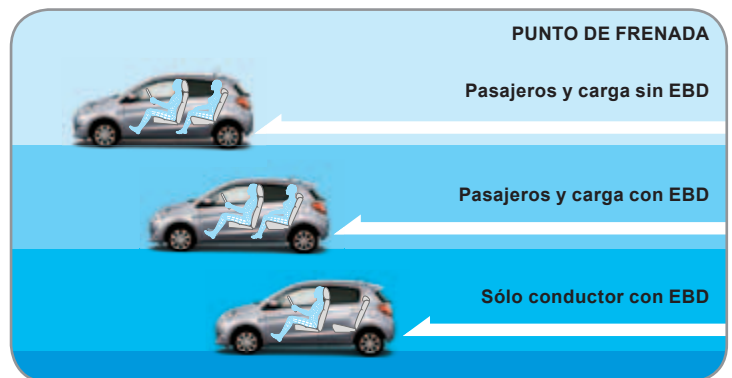 PUNTO DE FRENADA
Pasajeros y carga sin EBD
Pasajeros y carga con EBD
Sólo conductor con EBD